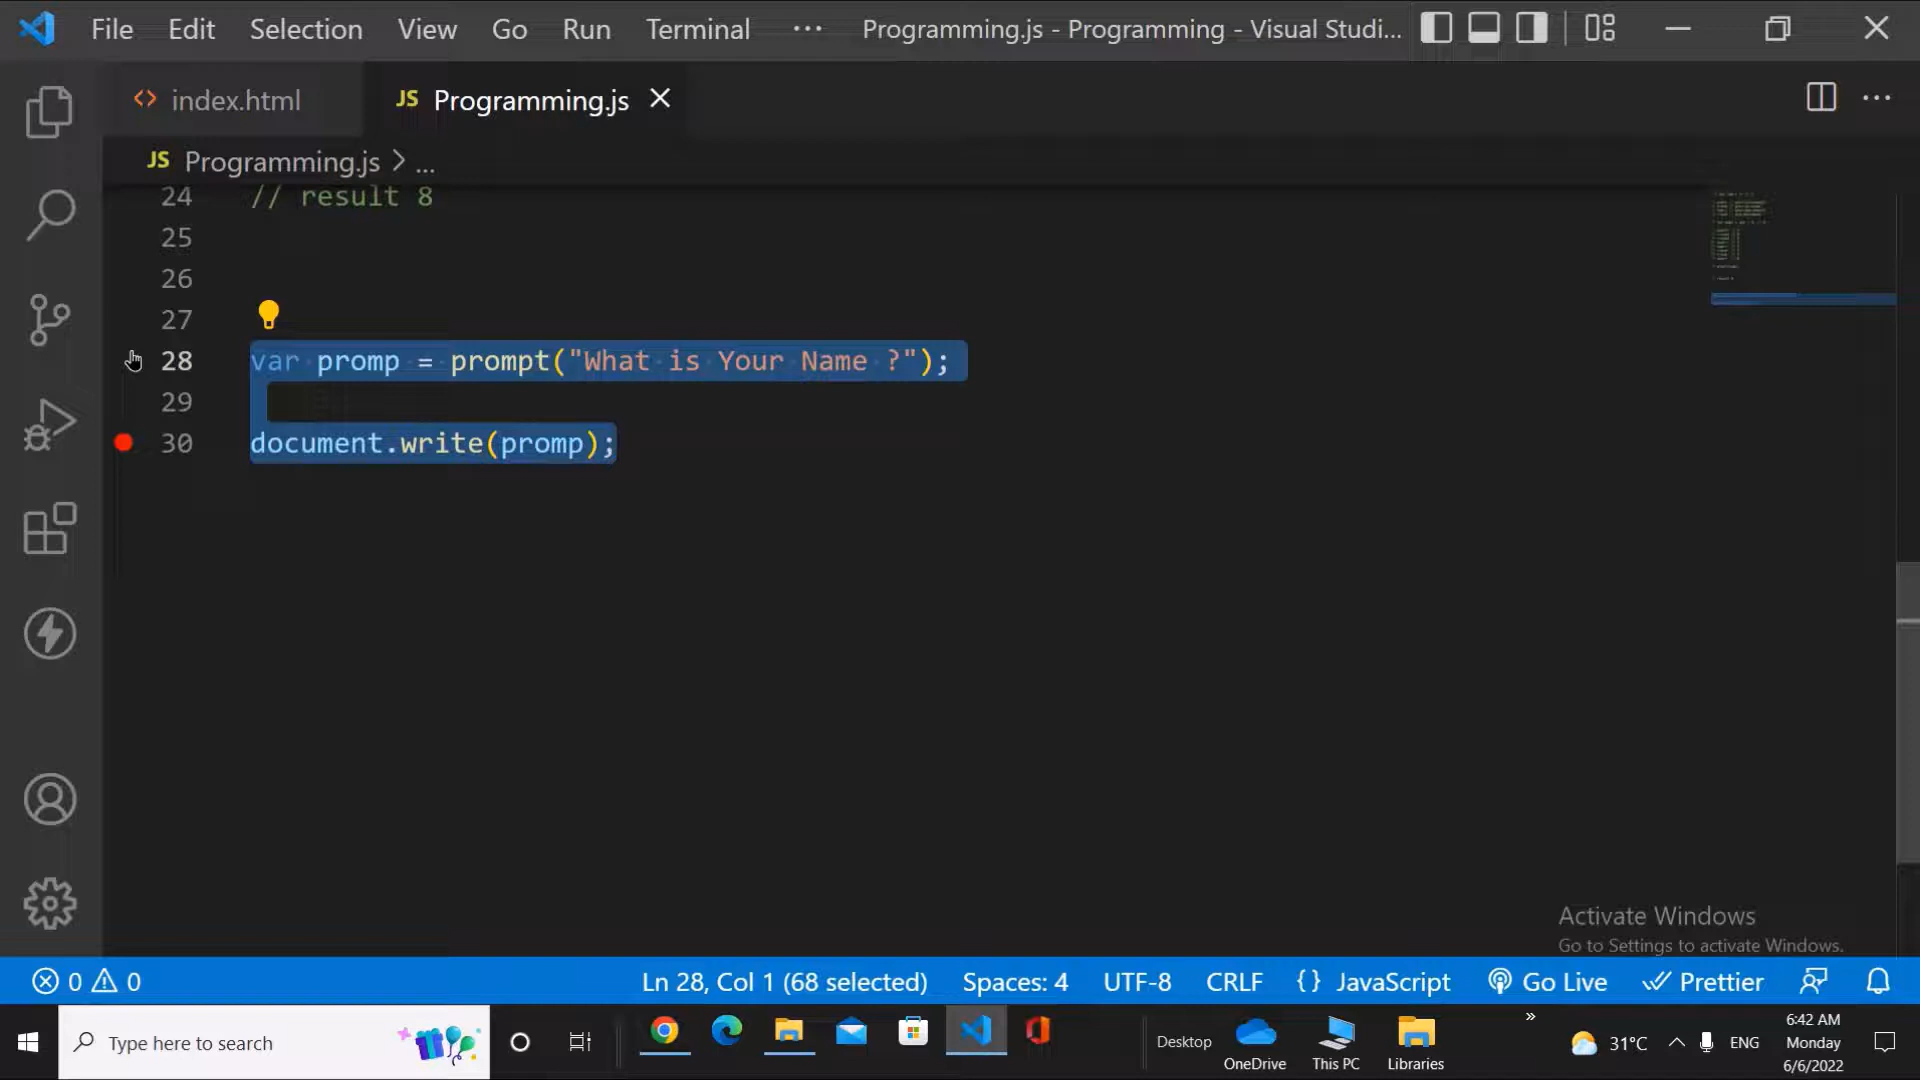 File Edit Selection View Go Run Terminal ··· Programming.js - Programming - Visual Studi...
<> index.html JS Programming.js
JS Programming.js > ...
24 // result 8
25
26
27
28 var promp = prompt("What is Your Name ?");
29
30 document.write(promp);
Activate Windows
Go to Settings to activate Windows.
0 0 Ln 28, Col 1 (68 selected) Spaces: 4 UTF-8 CRLF {} JavaScript Go Live Prettier
Type here to search Desktop OneDrive This PC Libraries » 31°C ENG 6:42 AM
Monday
6/6/2022